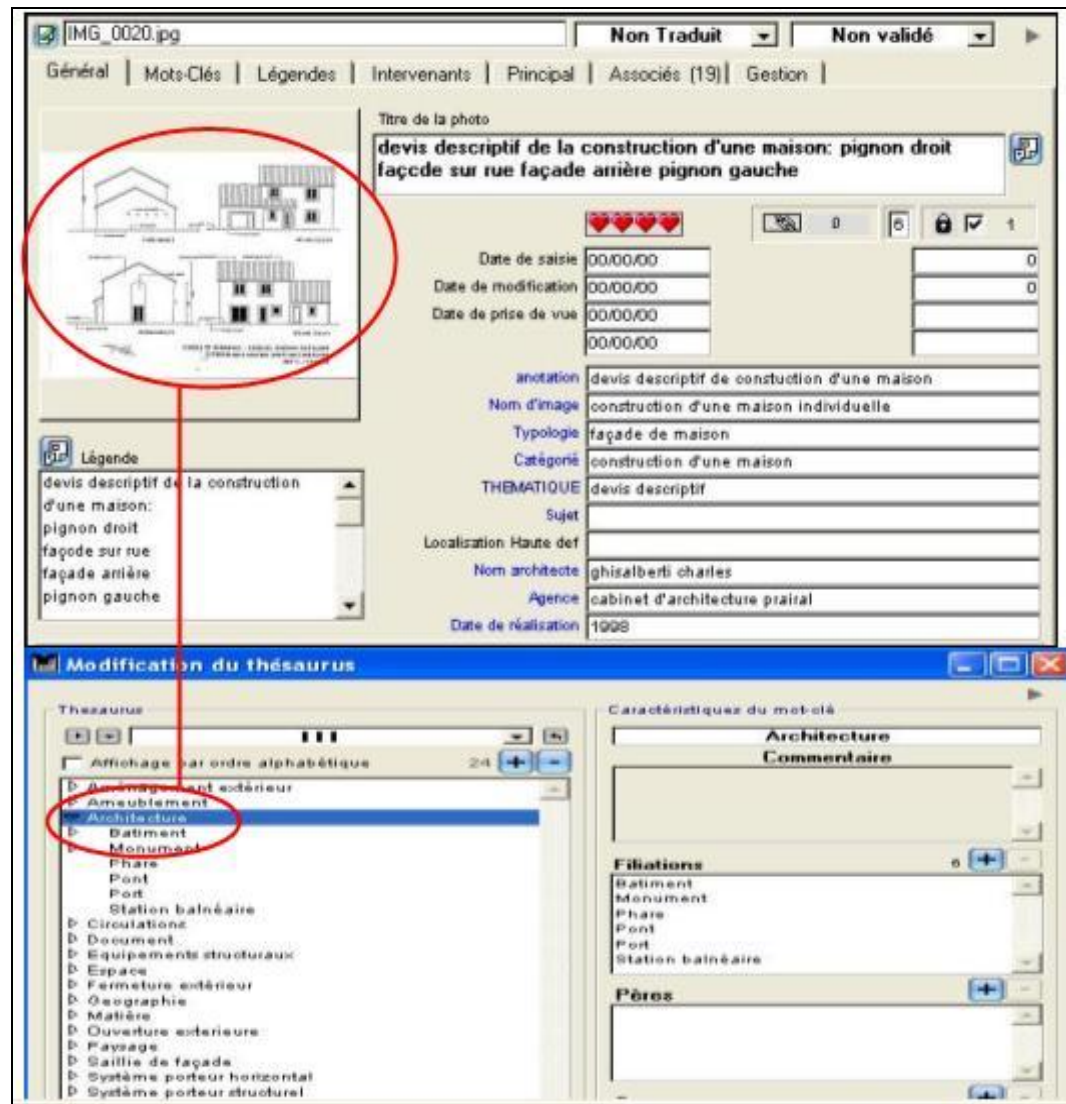 IMG_0020.jpg
Non Traduit
Non validé
Général | Mots-Clés | Légendes | Intervenants | Principal | Associés (19) | Gestion |
Titre de la photo
devis descriptif de la construction d'une maison: pignon droit
façcde sur rue façade arrière pignon gauche
0
6
1
Date de saisie 00/00/00 0
Date de modification 00/00/00 0
Date de prise de vue 00/00/00
00/00/00
anotation devis descriptif de constuction d'une maison
Nom d'image construction d'une maison individuelle
Typologie façade de maison
Catégorié construction d'une maison
THEMATIQUE devis descriptif
Sujet
Localisation Haute def
Nom architecte ghisalberti charles
Agence cabinet d'architecture prairal
Date de réalisation 1998
Légende
devis descriptif de la construction
d'une maison:
pignon droit
façode sur rue
façade arrière
pignon gauche
Modification du thésaurus
Thesaurus
Affichage par ordre alphabétique 24
Aménagement extérieur
Ameublement
Architecture
Batiment
Monument
Phare
Pont
Port
Station balnéaire
Circulations
Document
Equipements structuraux
Espace
Fermeture extérieur
Geographie
Matière
Ouverture exterieure
Paysage
Saillie de façade
Système porteur horizontal
Système porteur structurel
Caractéristiques du mot-clé
Architecture
Commentaire
Filiations 6
Batiment
Monument
Phare
Pont
Port
Station balnéaire
Pères